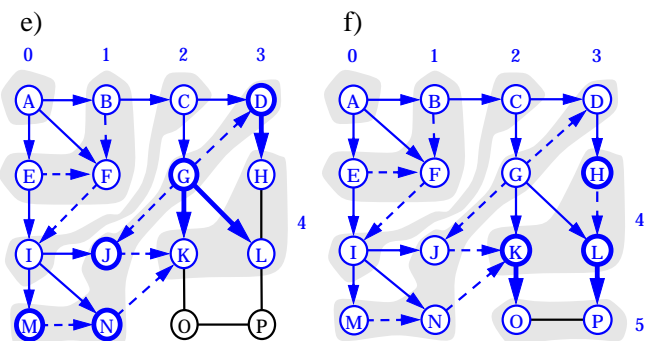 e) f)
0 1 2 3 0 1 2 3
A B C D A B C D
E F G H E F G H
4 4
I J K L I J K L
M N O P M N O P 5